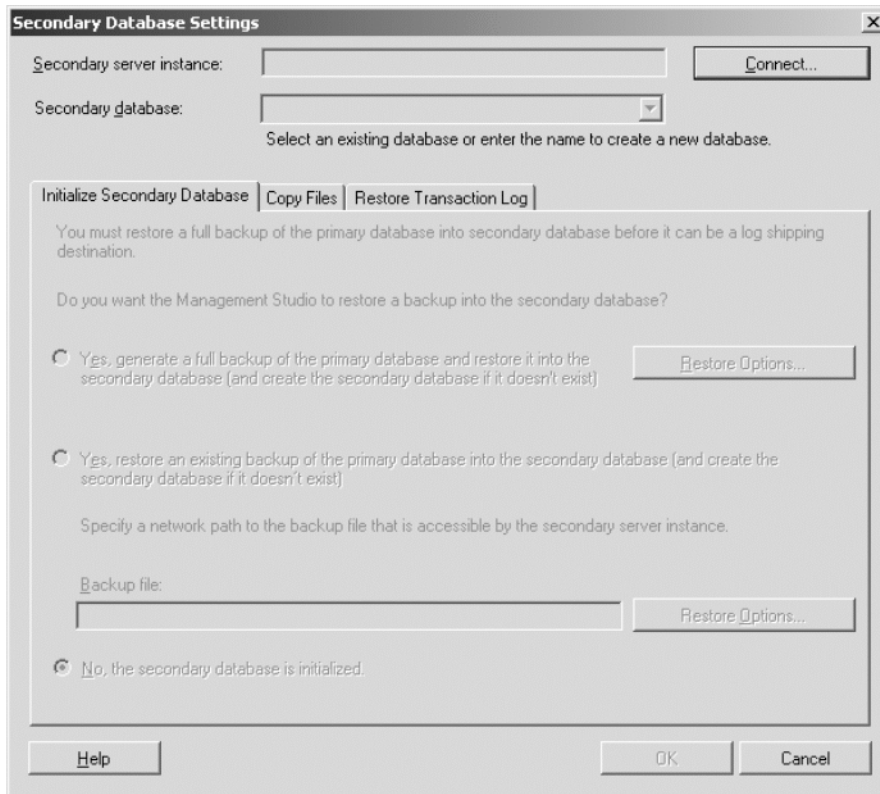 Secondary Database Settings
Secondary server instance:
Connect...
Secondary database:
Select an existing database or enter the name to create a new database.
Initialize Secondary Database
Copy Files
Restore Transaction Log
You must restore a full backup of the primary database into secondary database before it can be a log shipping
destination.
Do you want the Management Studio to restore a backup into the secondary database?
Yes, generate a full backup of the primary database and restore it into the
secondary database (and create the secondary database if it doesn't exist)
Restore Options...
Yes, restore an existing backup of the primary database into the secondary database (and create the
secondary database if it doesn't exist)
Specify a network path to the backup file that is accessible by the secondary server instance.
Backup file:
Restore Options...
No, the secondary database is initialized.
Help
OK
Cancel